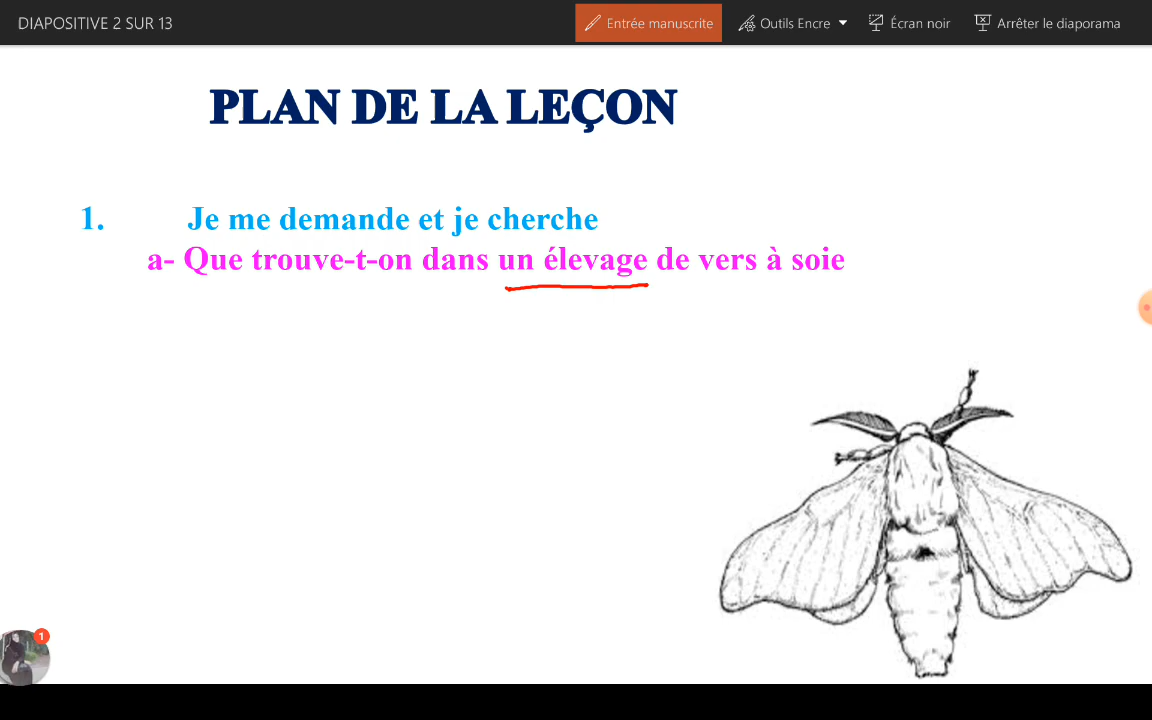 DIAPOSITIVE 2 SUR 13
Entrée manuscrite
Outils Encre
Écran noir
Arrêter le diaporama
PLAN DE LA LEÇON
1. Je me demande et je cherche
a- Que trouve-t-on dans un élevage de vers à soie
1